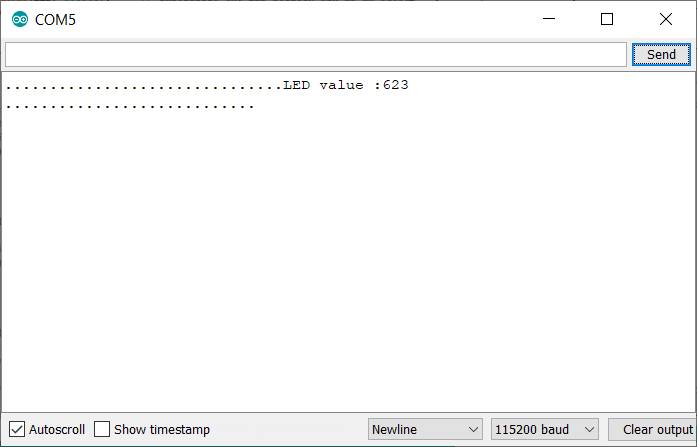 COM5
Send
...............................LED value :623
............................
Autoscroll
Show timestamp
Newline
115200 baud
Clear output